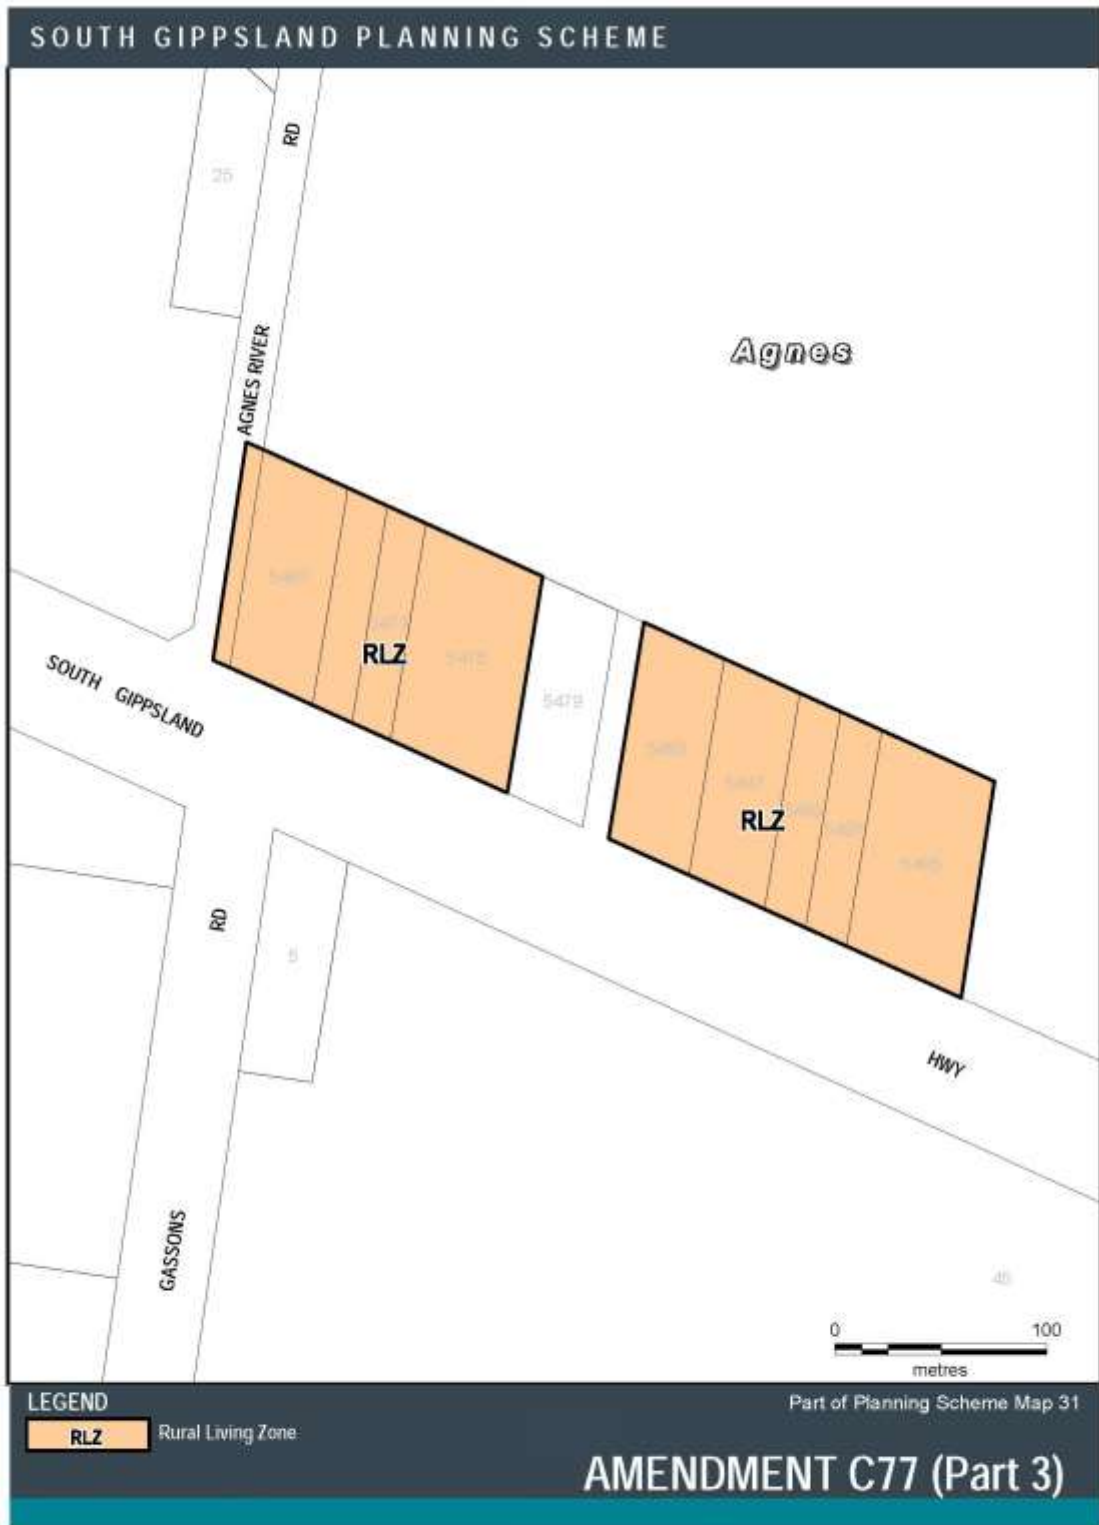 SOUTH GIPPSLAND PLANNING SCHEME
RD
25
AGNES RIVER
Agnes
RLZ
5479
SOUTH GIPPSLAND
RLZ
RD
5
HWY
GASSONS
0 100
metres
LEGEND
RLZ Rural Living Zone
Part of Planning Scheme Map 31
AMENDMENT C77 (Part 3)